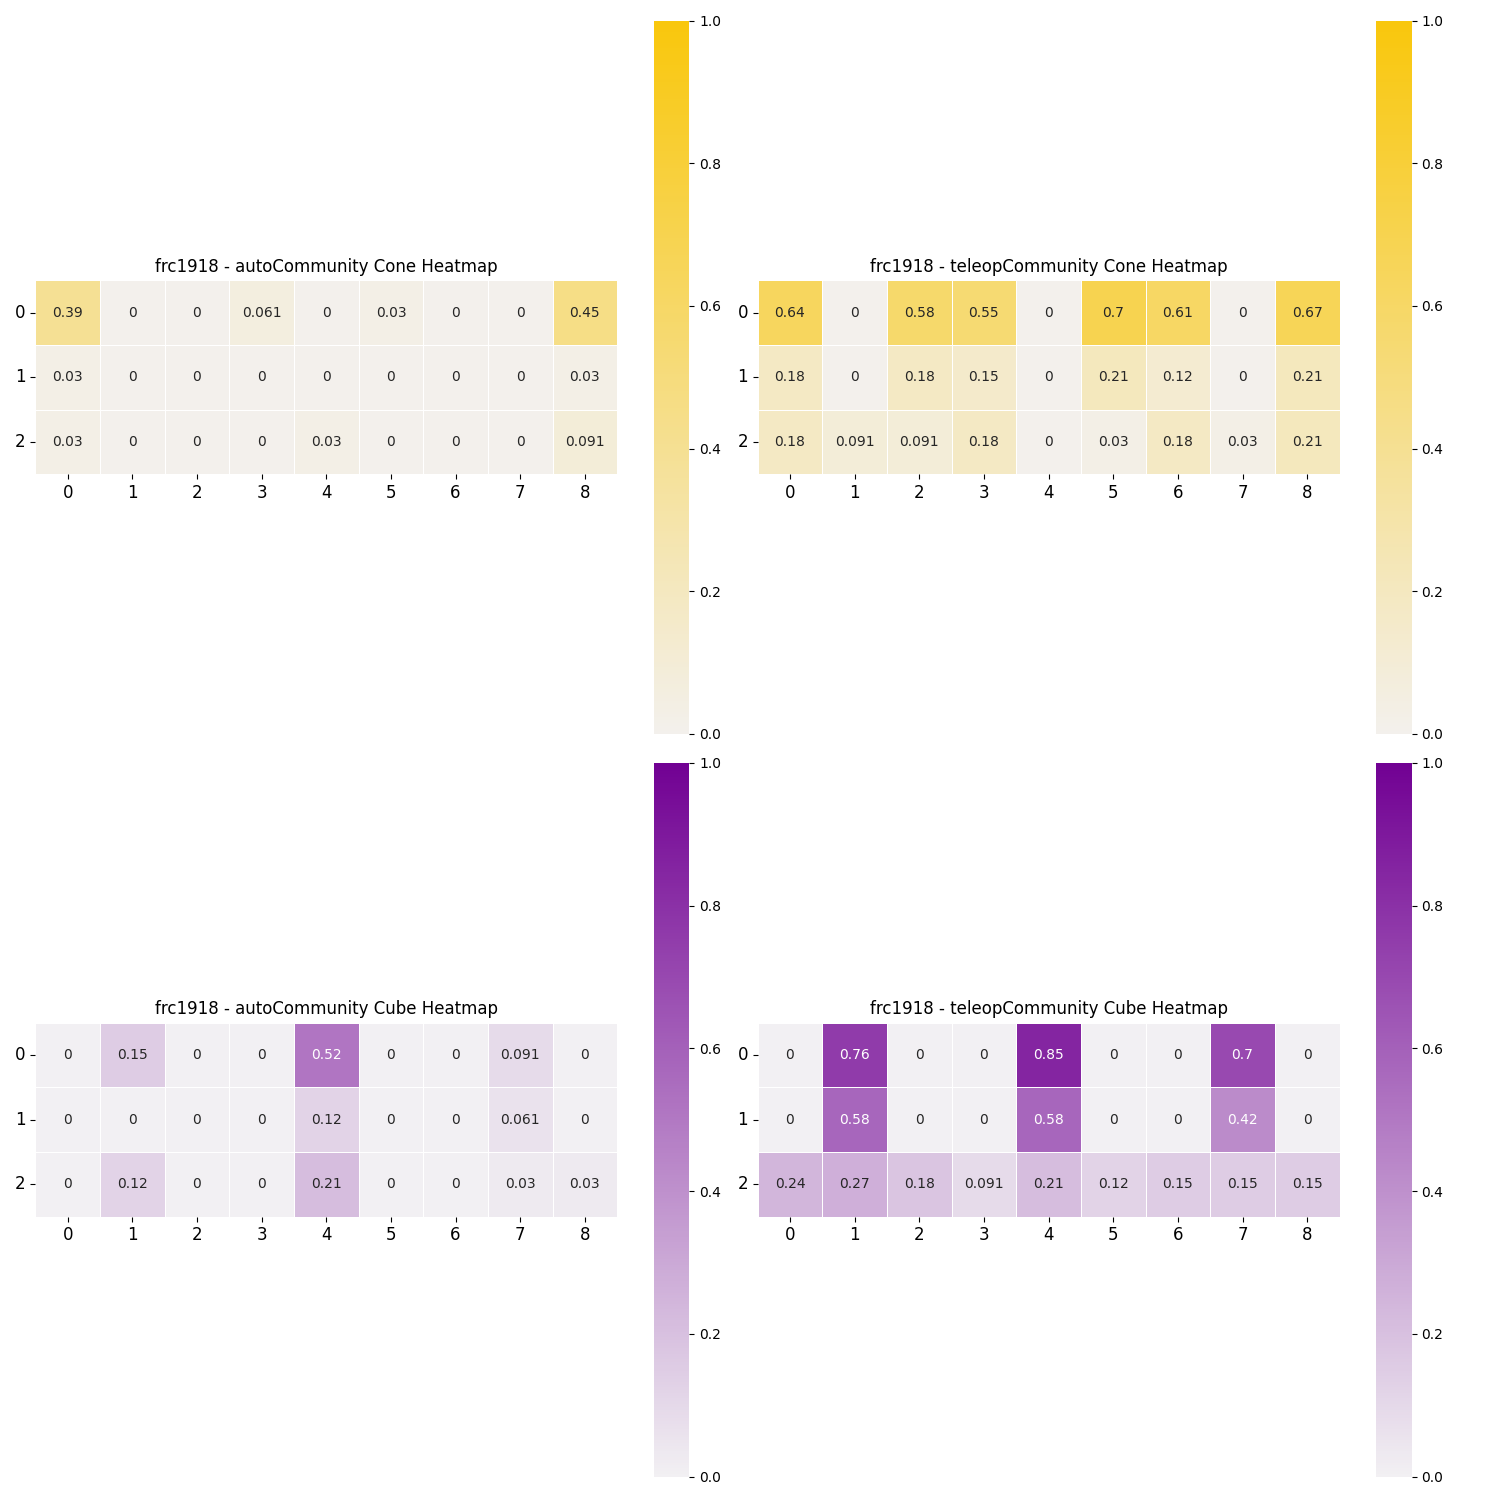 frc1918 - autoCommunity Cone Heatmap
0 0.39 0 0 0.061 0 0.03 0 0 0.45
1 0.03 0 0 0 0 0 0 0 0.03
2 0.03 0 0 0 0.03 0 0 0 0.091
0 1 2 3 4 5 6 7 8
1.0
0.8
0.6
0.4
0.2
0.0
frc1918 - teleopCommunity Cone Heatmap
0 0.64 0 0.58 0.55 0 0.7 0.61 0 0.67
1 0.18 0 0.18 0.15 0 0.21 0.12 0 0.21
2 0.18 0.091 0.091 0.18 0 0.03 0.18 0.03 0.21
0 1 2 3 4 5 6 7 8
1.0
0.8
0.6
0.4
0.2
0.0
frc1918 - autoCommunity Cube Heatmap
0 0 0.15 0 0 0.52 0 0 0.091 0
1 0 0 0 0 0.12 0 0 0.061 0
2 0 0.12 0 0 0.21 0 0 0.03 0.03
0 1 2 3 4 5 6 7 8
1.0
0.8
0.6
0.4
0.2
0.0
frc1918 - teleopCommunity Cube Heatmap
0 0 0.76 0 0 0.85 0 0 0.7 0
1 0 0.58 0 0 0.58 0 0 0.42 0
2 0.24 0.27 0.18 0.091 0.21 0.12 0.15 0.15 0.15
0 1 2 3 4 5 6 7 8
1.0
0.8
0.6
0.4
0.2
0.0